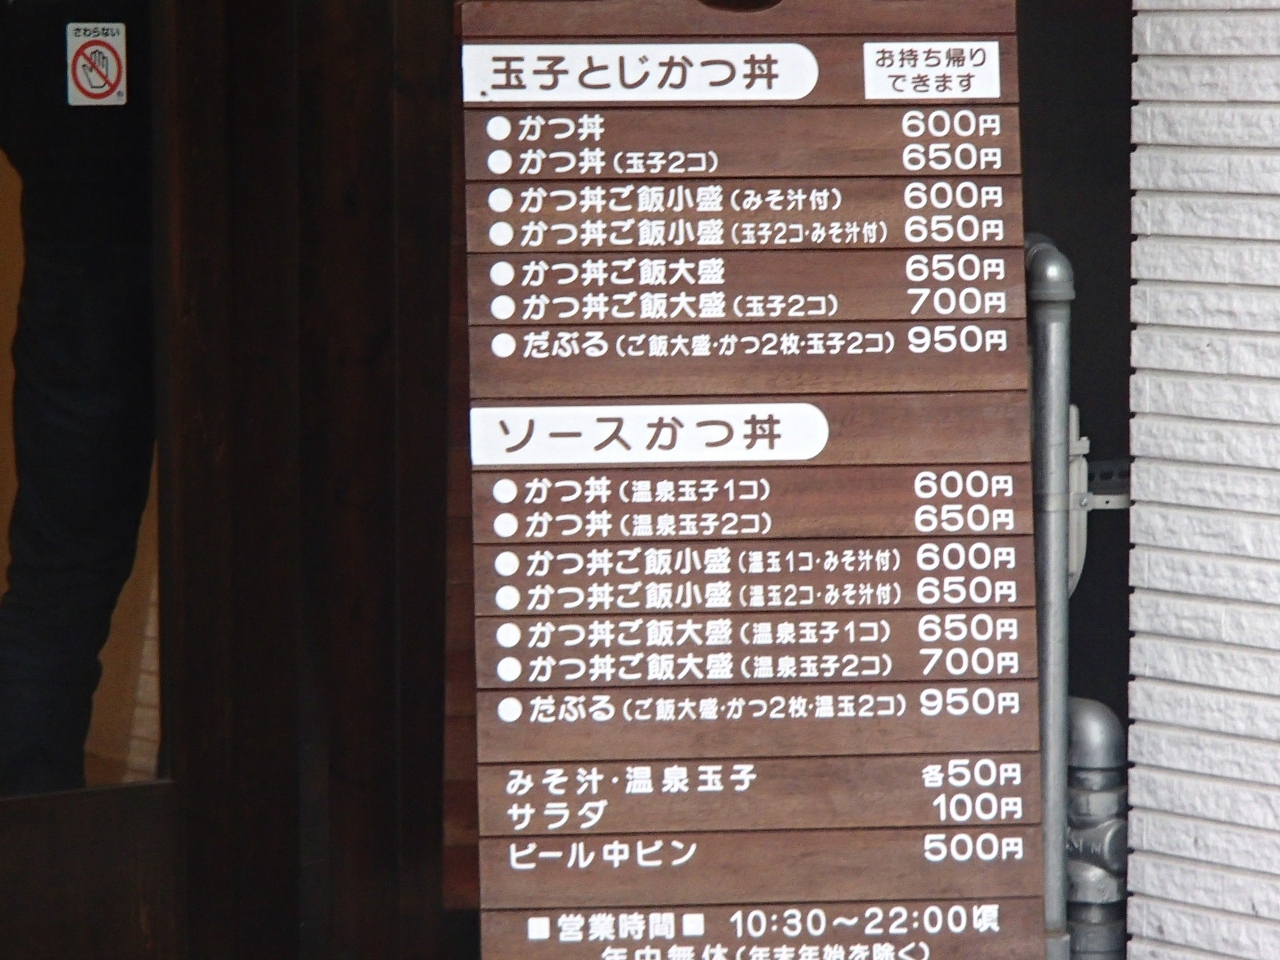 さわらない
玉子とじかつ丼
お持ち帰り
できます
●かつ丼 600円
●かつ丼(玉子2コ) 650円
●かつ丼ご飯小盛(みそ汁付) 600円
●かつ丼ご飯小盛(玉子2コ・みそ汁付) 650円
●かつ丼ご飯大盛 650円
●かつ丼ご飯大盛(玉子2コ) 700円
●だぶる(ご飯大盛・かつ2枚・玉子2コ) 950円
ソースかつ丼
●かつ丼(温泉玉子1コ) 600円
●かつ丼(温泉玉子2コ) 650円
●かつ丼ご飯小盛(温玉1コ・みそ汁付) 600円
●かつ丼ご飯小盛(温玉2コ・みそ汁付) 650円
●かつ丼ご飯大盛(温泉玉子1コ) 650円
●かつ丼ご飯大盛(温泉玉子2コ) 700円
●だぶる(ご飯大盛・かつ2枚・温玉2コ) 950円
みそ汁・温泉玉子 各50円
サラダ 100円
ビール中ビン 500円
■営業時間■ 10:30～22:00頃
年中無休(年末年始を除く)